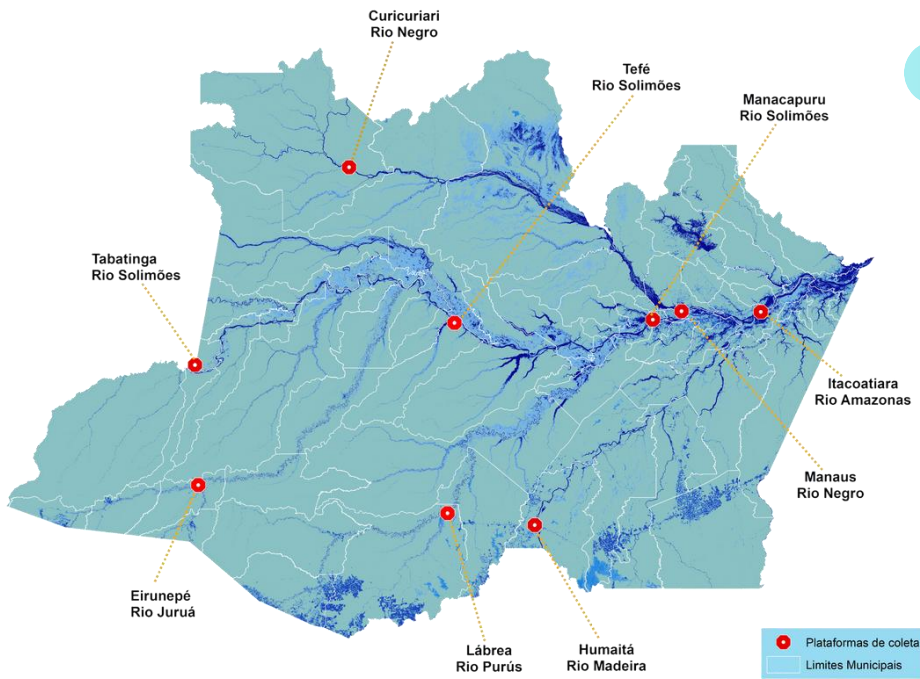 Curicuriari
Rio Negro
Tefé
Rio Solimões
Manacapuru
Rio Solimões
Tabatinga
Rio Solimões
Itacoatiara
Rio Amazonas
Manaus
Rio Negro
Eirunepé
Rio Juruá
Lábrea
Rio Purús
Humaitá
Rio Madeira
Plataformas de coleta
Limites Municipais